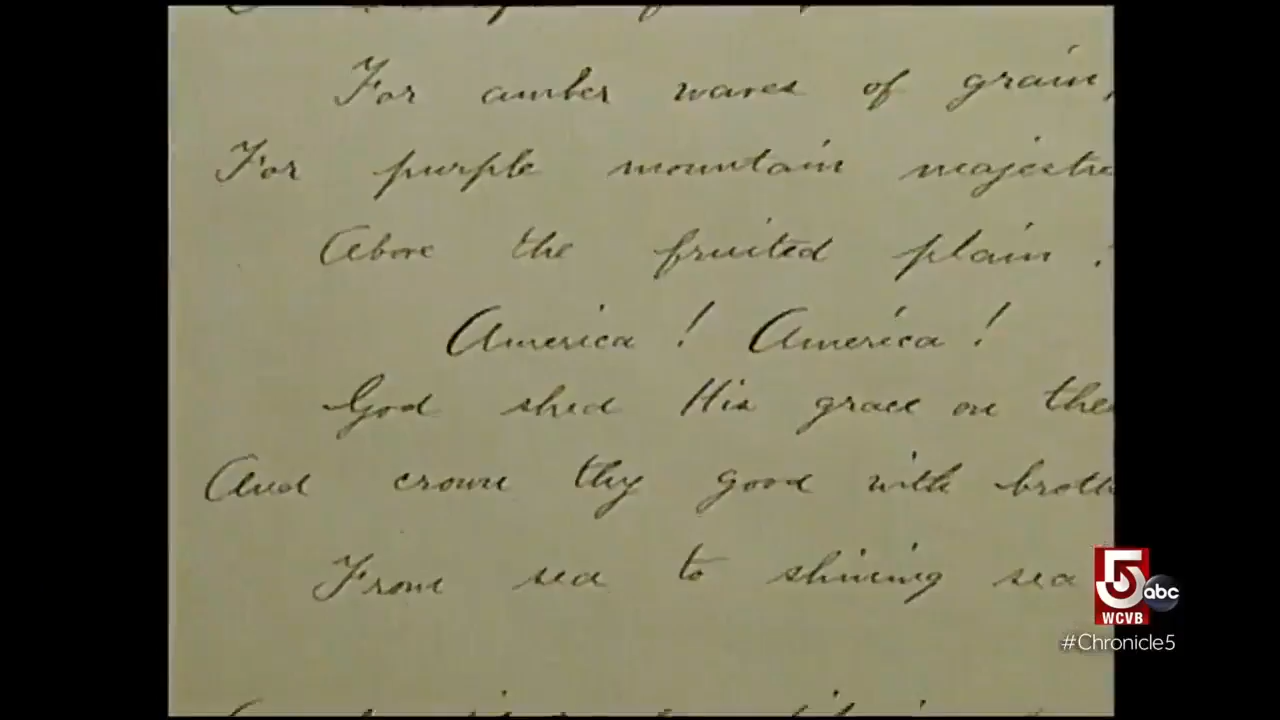 For amber waves of grain,
For purple mountain majestie
Above the fruited plain!
America! America!
God shed His grace on thee
And crown thy good with broth
From sea to shining sea
5 abc
WCVB
#Chronicle5